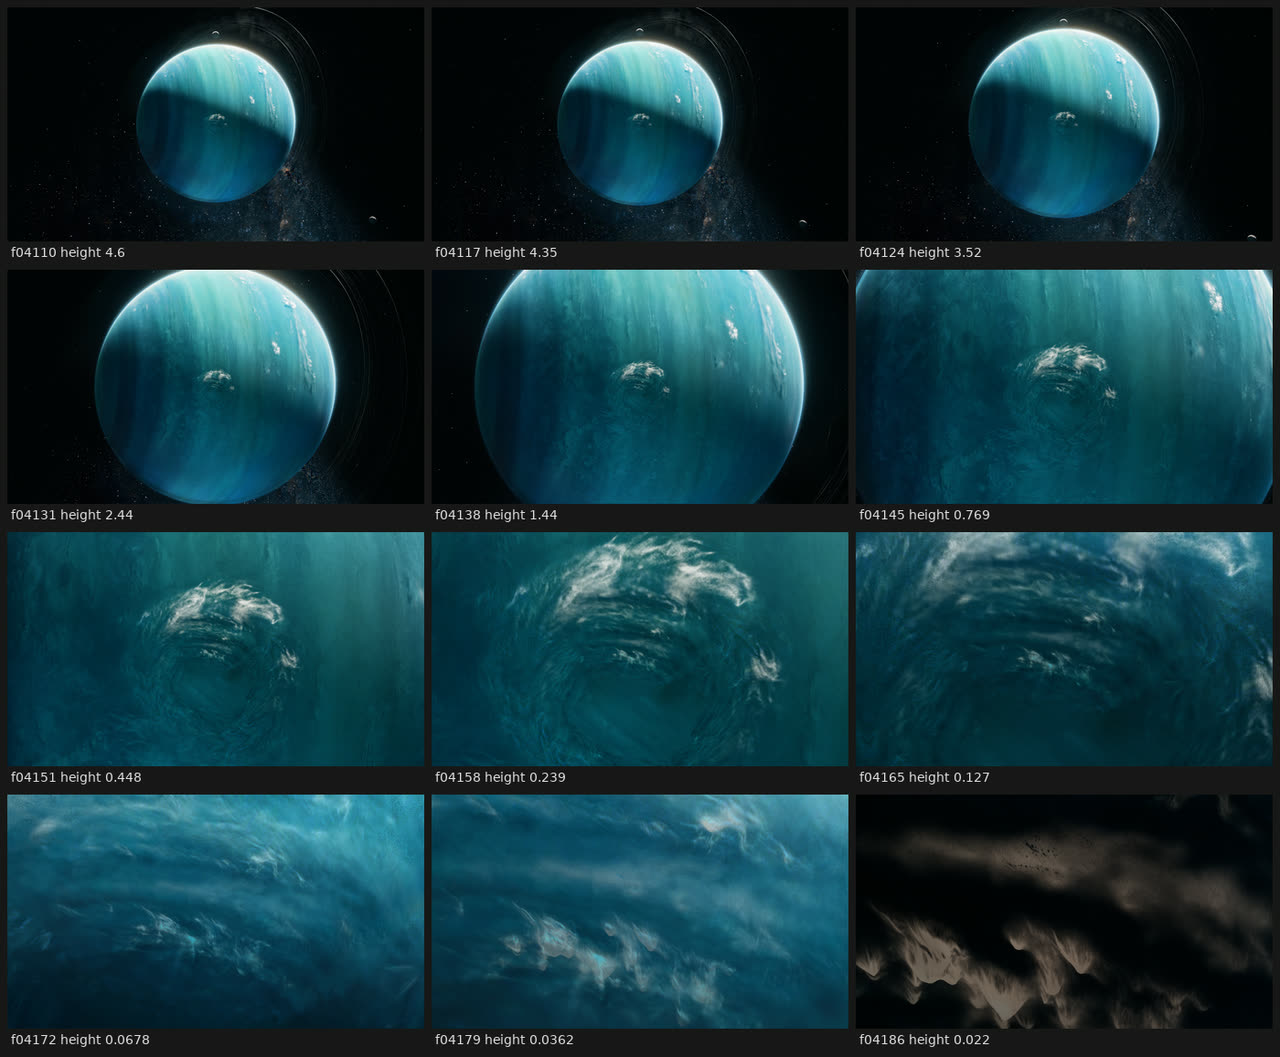 f04110 height 4.6
f04117 height 4.35
f04124 height 3.52
f04131 height 2.44
f04138 height 1.44
f04145 height 0.769
f04151 height 0.448
f04158 height 0.239
f04165 height 0.127
f04172 height 0.0678
f04179 height 0.0362
f04186 height 0.022